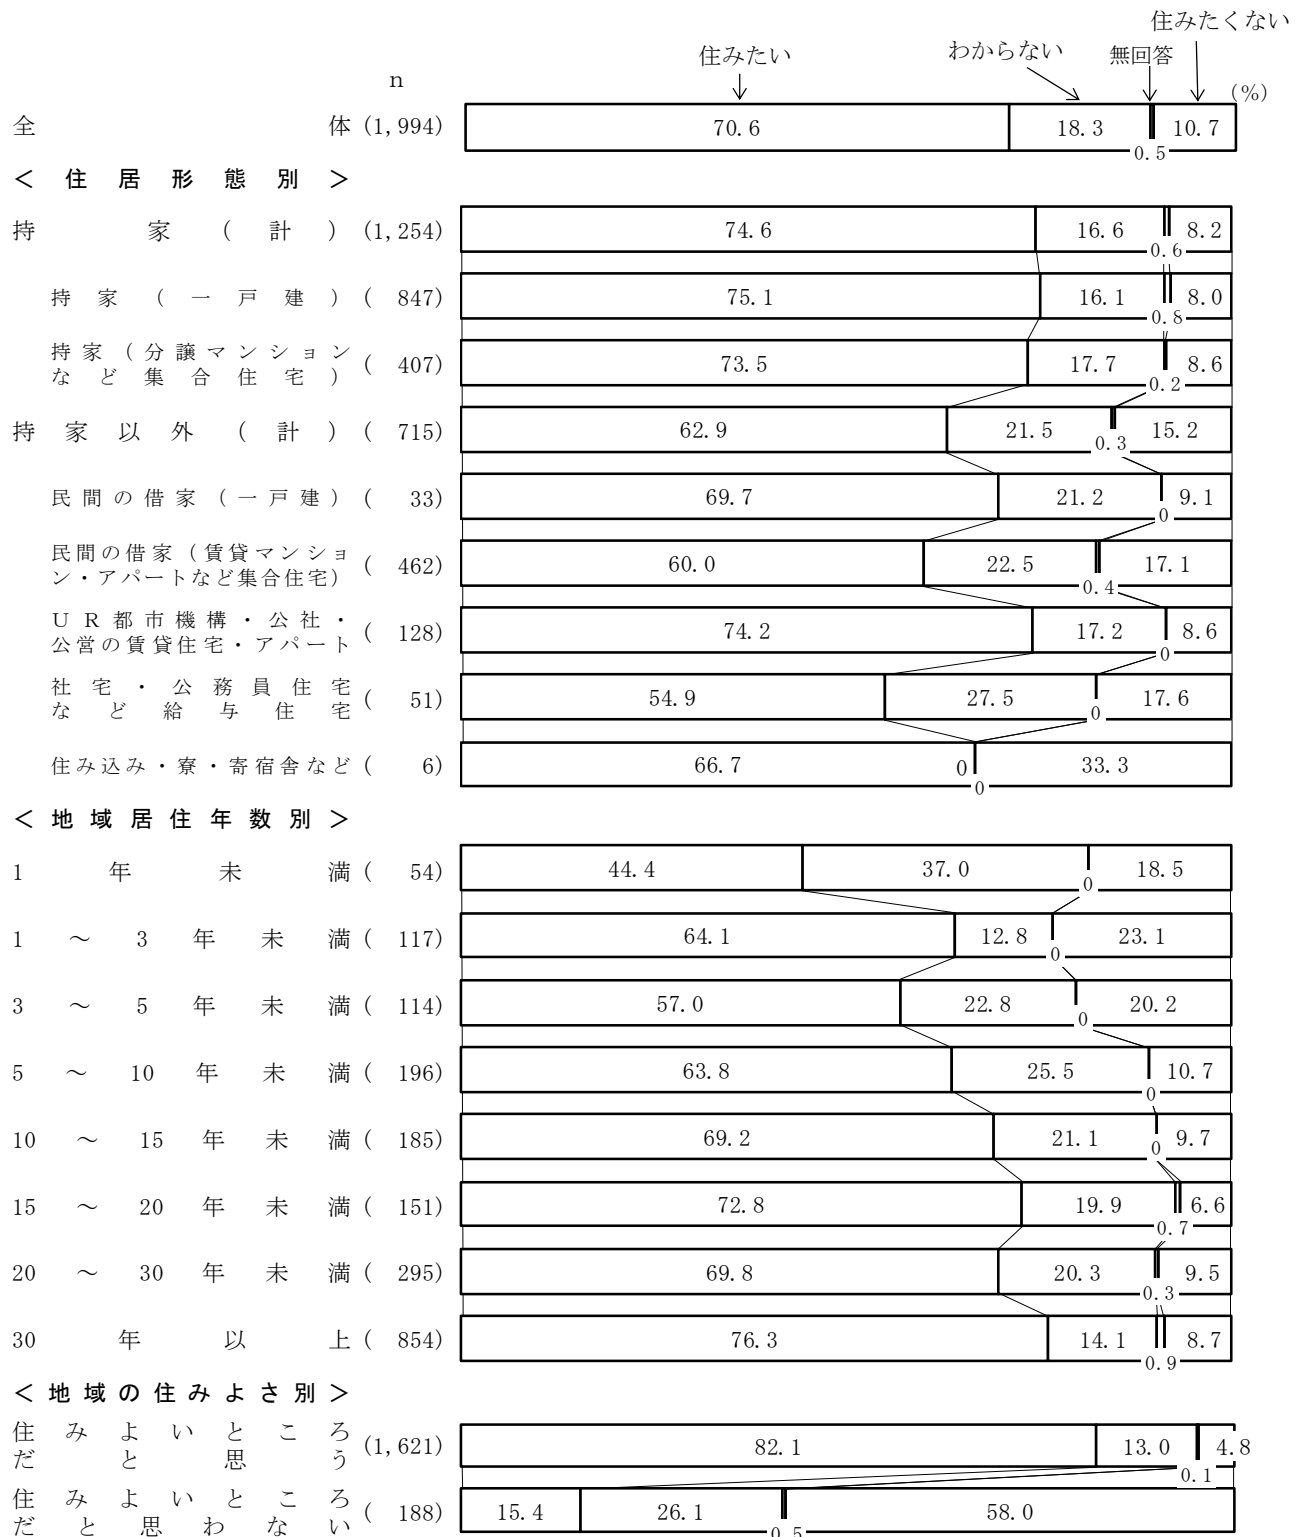 住みたくない
住みたい わからない 無回答
n (%)
全体 (1,994) 70.6 18.3 0.5 10.7
＜住居形態別＞
持家(計) (1,254) 74.6 16.6 0.6 8.2
持家(一戸建) (847) 75.1 16.1 0.8 8.0
持家(分譲マンション
など集合住宅) (407) 73.5 17.7 0.2 8.6
持家以外(計) (715) 62.9 21.5 0.3 15.2
民間の借家(一戸建) (33) 69.7 21.2 0 9.1
民間の借家(賃貸マンショ
ン・アパートなど集合住宅) (462) 60.0 22.5 0.4 17.1
ＵＲ都市機構・公社・
公営の賃貸住宅・アパート (128) 74.2 17.2 0 8.6
社宅・公務員住宅
など給与住宅 (51) 54.9 27.5 0 17.6
住み込み・寮・寄宿舎など (6) 66.7 0 0 33.3
＜地域居住年数別＞
1年未満 (54) 44.4 37.0 0 18.5
1～3年未満 (117) 64.1 12.8 0 23.1
3～5年未満 (114) 57.0 22.8 0 20.2
5～10年未満 (196) 63.8 25.5 0 10.7
10～15年未満 (185) 69.2 21.1 0 9.7
15～20年未満 (151) 72.8 19.9 0.7 6.6
20～30年未満 (295) 69.8 20.3 0.3 9.5
30年以上 (854) 76.3 14.1 0.9 8.7
＜地域の住みよさ別＞
住みよいところ
だと思う (1,621) 82.1 13.0 0.1 4.8
住みよいところ
だと思わない (188) 15.4 26.1 0.5 58.0